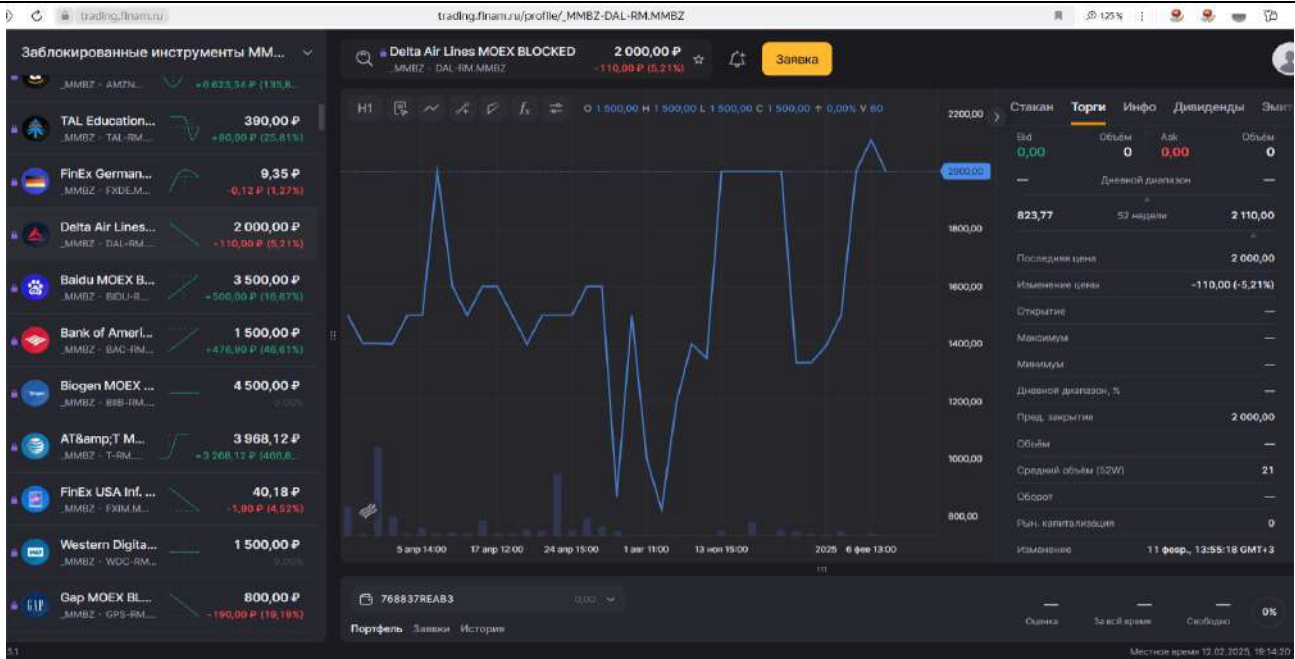 trading.finam.ru
trading.finam.ru/profile/_MMBZ-DAL-RM.MMBZ
125 %
Заблокированные инструменты ММ...
_MMBZ - AMZN...
TAL Education...
390,00 ₽
_MMBZ - TAL-RM....
+80,00 ₽ (25,81%)
FinEx German...
9,35 ₽
_MMBZ - FXDE.M...
-0,12 ₽ (1,27%)
Delta Air Lines...
2 000,00 ₽
_MMBZ - DAL-RM....
-110,00 ₽ (5,21%)
Baidu MOEX B...
3 500,00 ₽
_MMBZ - BIDU-R...
+500,00 ₽ (16,67%)
Bank of Ameri...
1 500,00 ₽
_MMBZ - BAC-RM....
+476,90 ₽ (46,61%)
Biogen MOEX ...
4 500,00 ₽
_MMBZ - BIIB-RM....
0,00%
AT&amp;T M...
3 968,12 ₽
_MMBZ - T-RM....
FinEx USA Inf. ...
40,18 ₽
_MMBZ - FXIM.M...
-1,90 ₽ (4,52%)
Western Digita...
1 500,00 ₽
_MMBZ - WDC-RM...
0,00%
Gap MOEX BL...
800,00 ₽
_MMBZ - GPS-RM....
-190,00 ₽ (19,19%)
Delta Air Lines MOEX BLOCKED
2 000,00 ₽
_MMBZ - DAL-RM.MMBZ
-110,00 ₽ (5,21%)
Заявка
H1
O 1 500,00 H 1 500,00 L 1 500,00 C 1 500,00 + 0,00% V 60
2200,00
2000,00
1800,00
1600,00
1400,00
1200,00
1000,00
800,00
5 апр 14:00
17 апр 12:00
24 апр 15:00
1 авг 11:00
13 ноя 15:00
2025
6 фев 13:00
Стакан Торги Инфо Дивиденды Эмит
Bid Объём Ask Объём
0,00 0 0,00 0
— Дневной диапазон —
823,77 52 недели 2 110,00
Последняя цена 2 000,00
Изменение цены -110,00 (-5,21%)
Открытие —
Максимум —
Минимум —
Дневной диапазон, % —
Пред. закрытие 2 000,00
Объём —
Средний объём (52W) 21
Оборот —
Рын. капитализация 0
Изменение 11 февр., 13:55:18 GMT+3
768837REAB3
0,00
Портфель Заявки История
— — —
Оценка За всё время Свободно
0%
Местное время 12.02.2025, 19:14:20